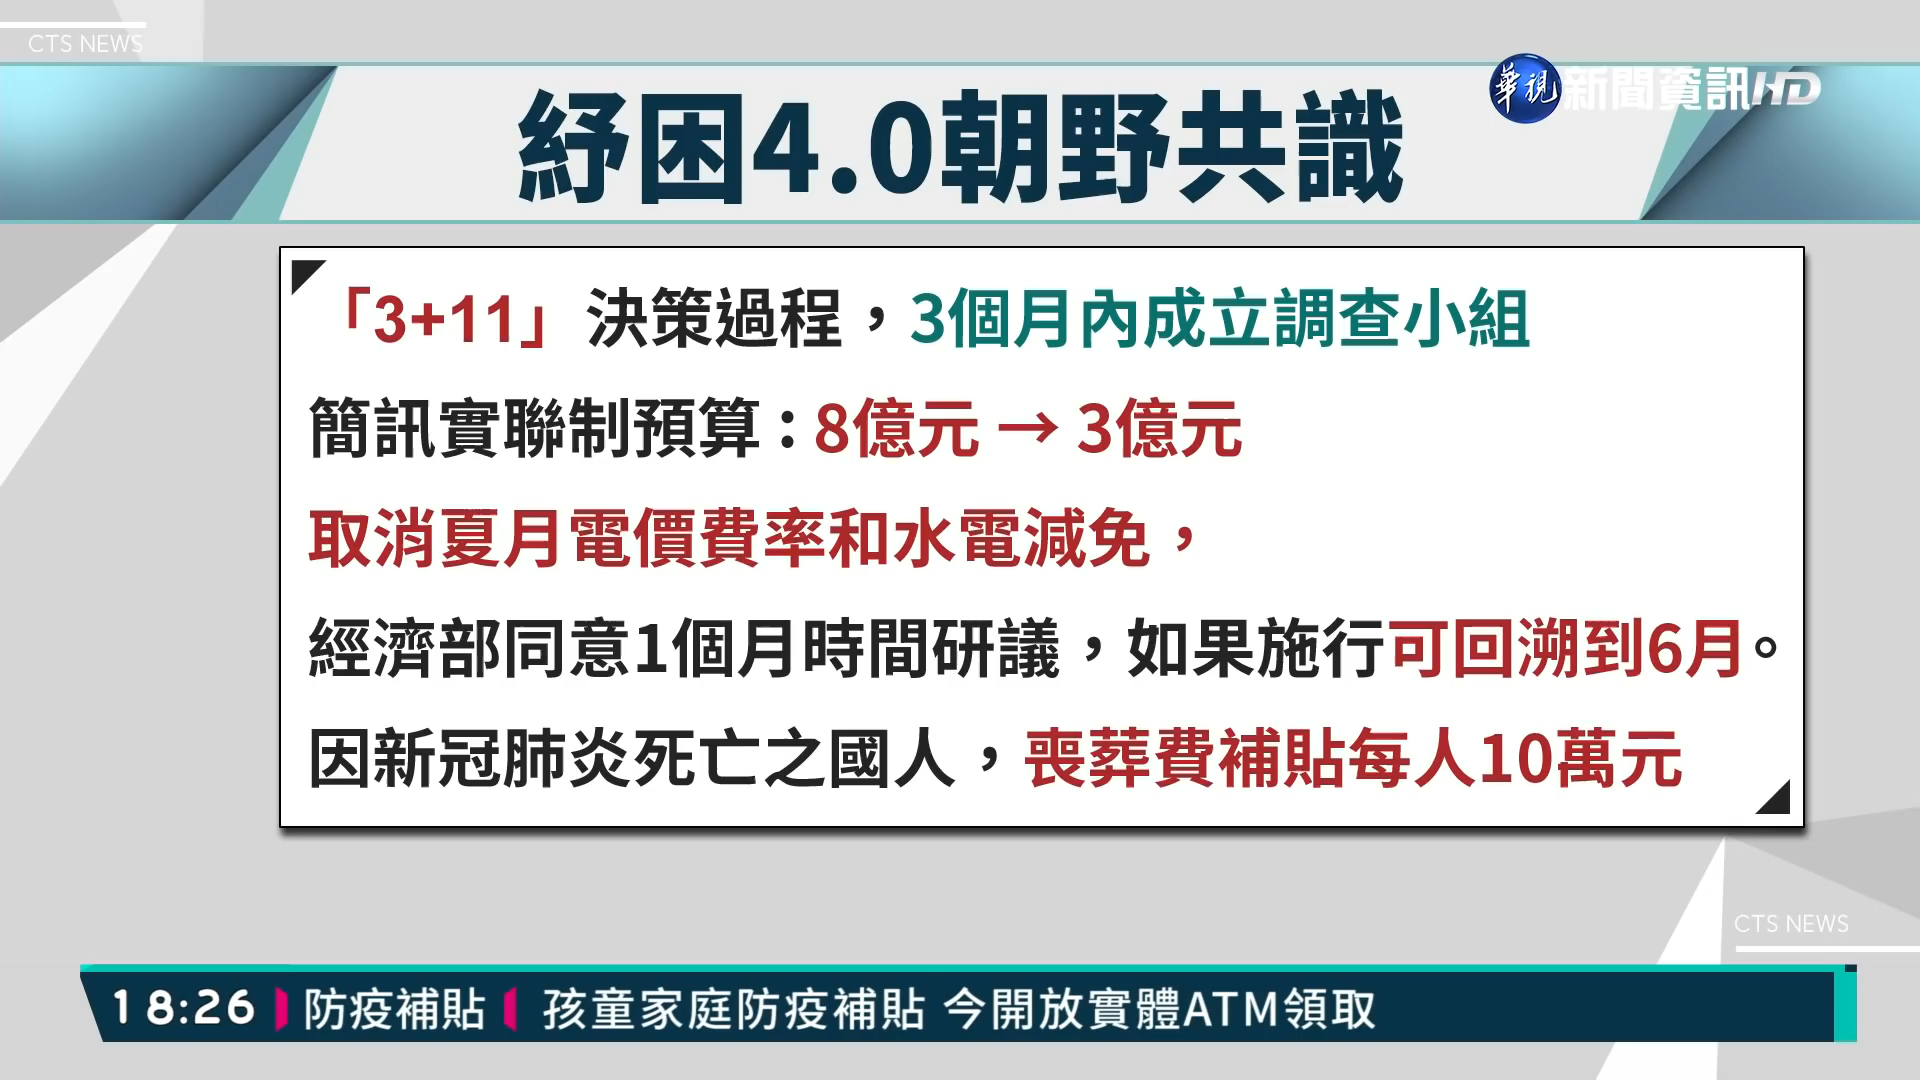 CTS NEWS
華視新聞資訊HD
紓困4.0朝野共識
「3+11」決策過程，3個月內成立調查小組
簡訊實聯制預算：8億元 → 3億元
取消夏月電價費率和水電減免，
經濟部同意1個月時間研議，如果施行可回溯到6月。
因新冠肺炎死亡之國人，喪葬費補貼每人10萬元
CTS NEWS
18:26 防疫補貼 孩童家庭防疫補貼 今開放實體ATM領取